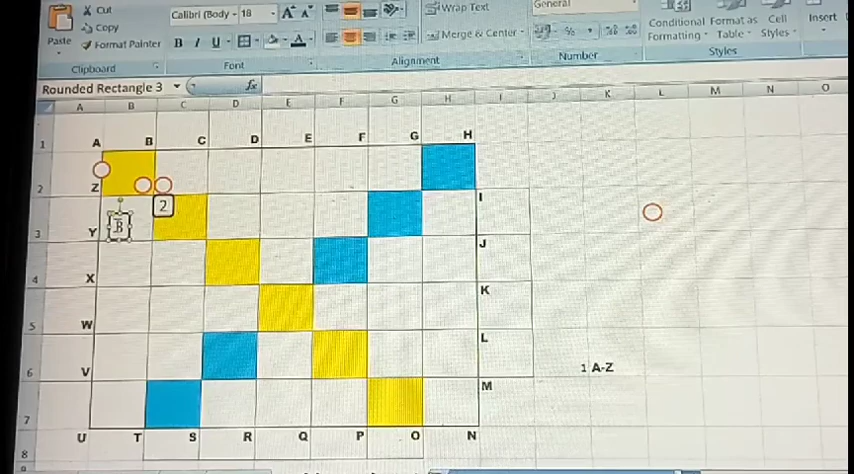 Cut
Calibri (Body 18 A A
Wrap Text
General
Paste
Copy
Format Painter
B I U A
Merge & Center
%
Conditional Formatting
Format as Table
Cell Styles
Insert
Clipboard
Font
Alignment
Number
Styles
Rounded Rectangle 3
fx
A B C D E F G H I J K L M N O
1 A B C D E F G H
2 Z
I
3 Y B 2
J
4 X
K
5 W
L
6 V 1 A-Z
M
7
U T S R Q P O N
8